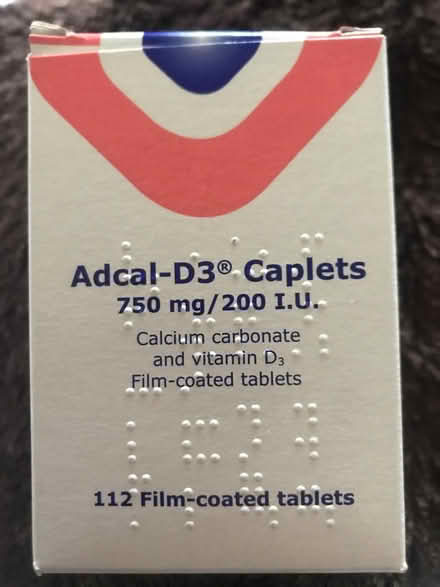 Adcal-D3® Caplets
750 mg/200 I.U.
Calcium carbonate
and vitamin D₃
Film-coated tablets
112 Film-coated tablets